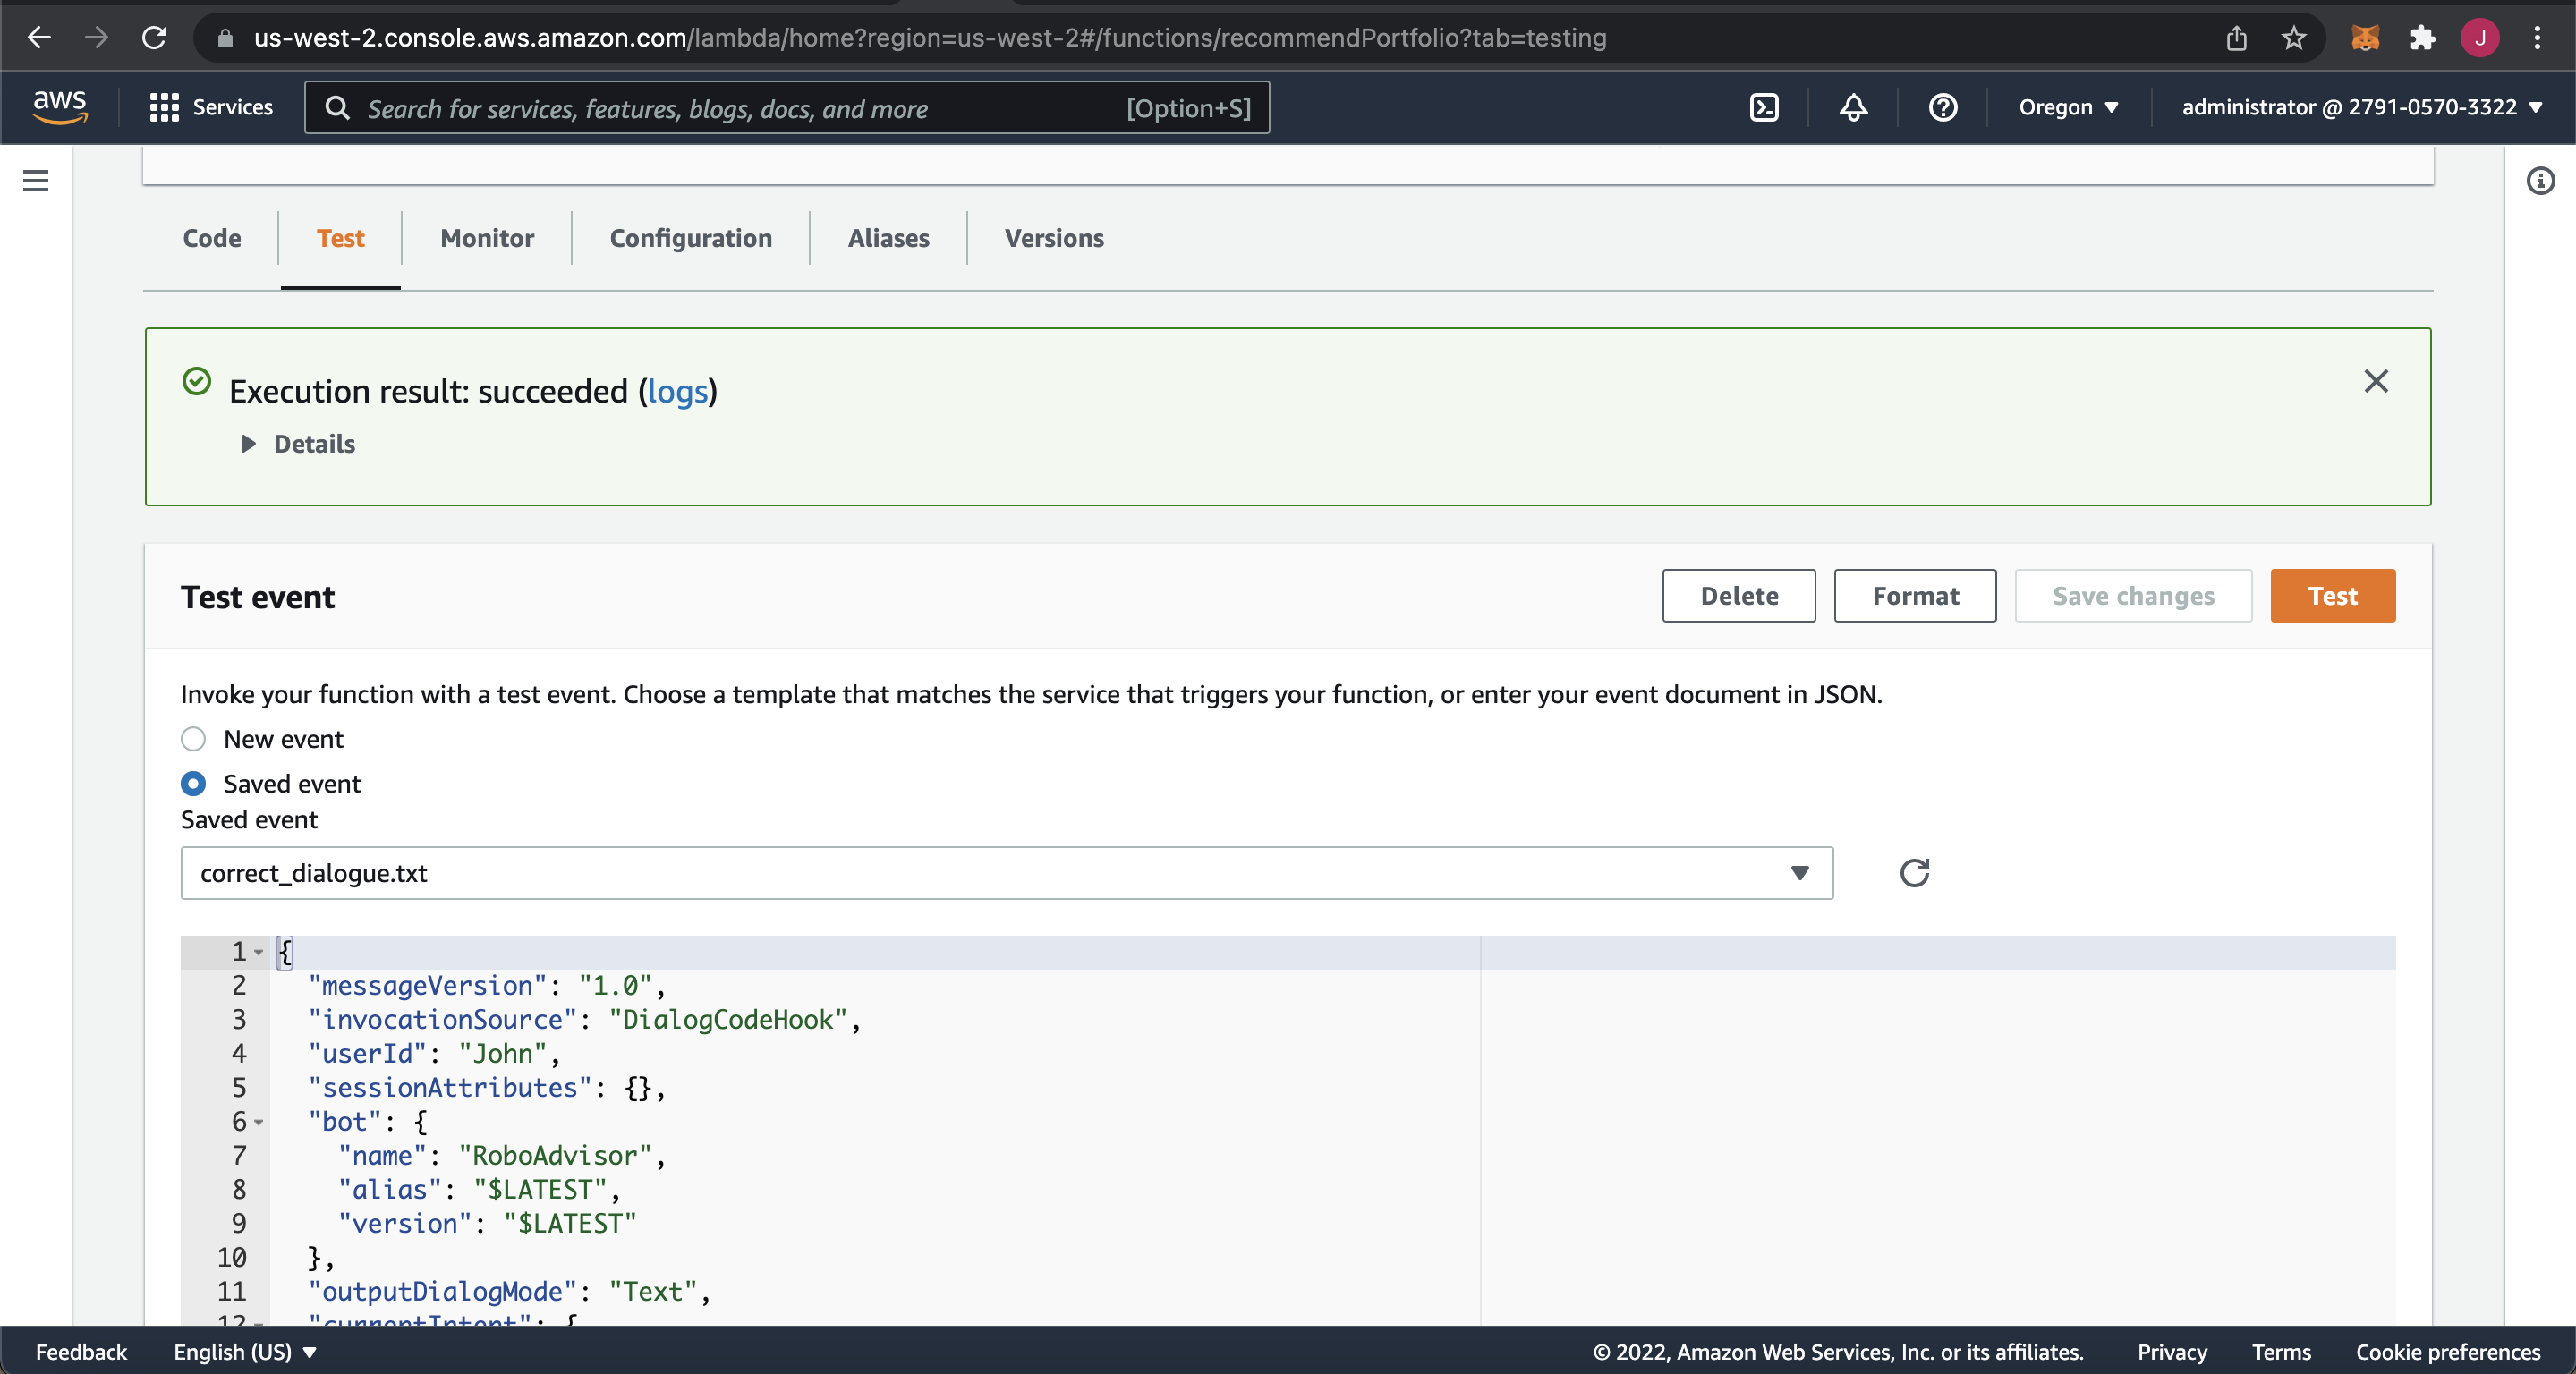 us-west-2.console.aws.amazon.com/lambda/home?region=us-west-2#/functions/recommendPortfolio?tab=testing
J
aws
Services
Search for services, features, blogs, docs, and more
[Option+S]
Oregon ▼
administrator @ 2791-0570-3322 ▼
Code
Test
Monitor
Configuration
Aliases
Versions
Execution result: succeeded (logs)
Details
Test event
Delete
Format
Save changes
Test
Invoke your function with a test event. Choose a template that matches the service that triggers your function, or enter your event document in JSON.
New event
Saved event
Saved event
correct_dialogue.txt
1 {
2 "messageVersion": "1.0",
3 "invocationSource": "DialogCodeHook",
4 "userId": "John",
5 "sessionAttributes": {},
6 "bot": {
7 "name": "RoboAdvisor",
8 "alias": "$LATEST",
9 "version": "$LATEST"
10 },
11 "outputDialogMode": "Text",
12 "currentIntent": {
Feedback
English (US) ▼
© 2022, Amazon Web Services, Inc. or its affiliates.
Privacy
Terms
Cookie preferences